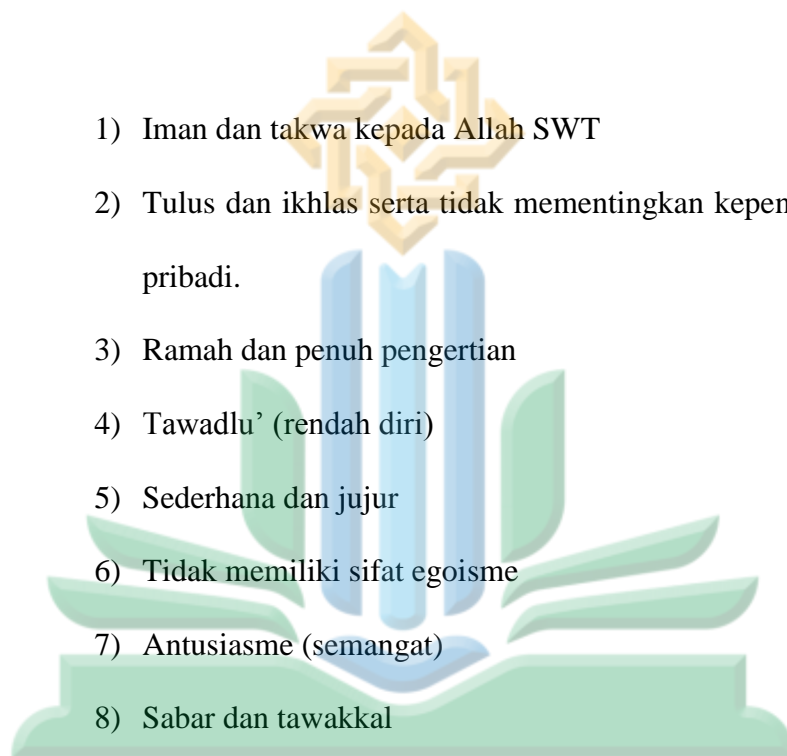 1) Iman dan takwa kepada Allah SWT
2) Tulus dan ikhlas serta tidak mementingkan
pribadi.
3) Ramah dan penuh pengertian
4) Tawadlu’ (rendah diri)
5) Sederhana dan jujur
6) Tidak memiliki sifat egoisme
7) Antusiasme (semangat)
8) Sabar dan tawakkal